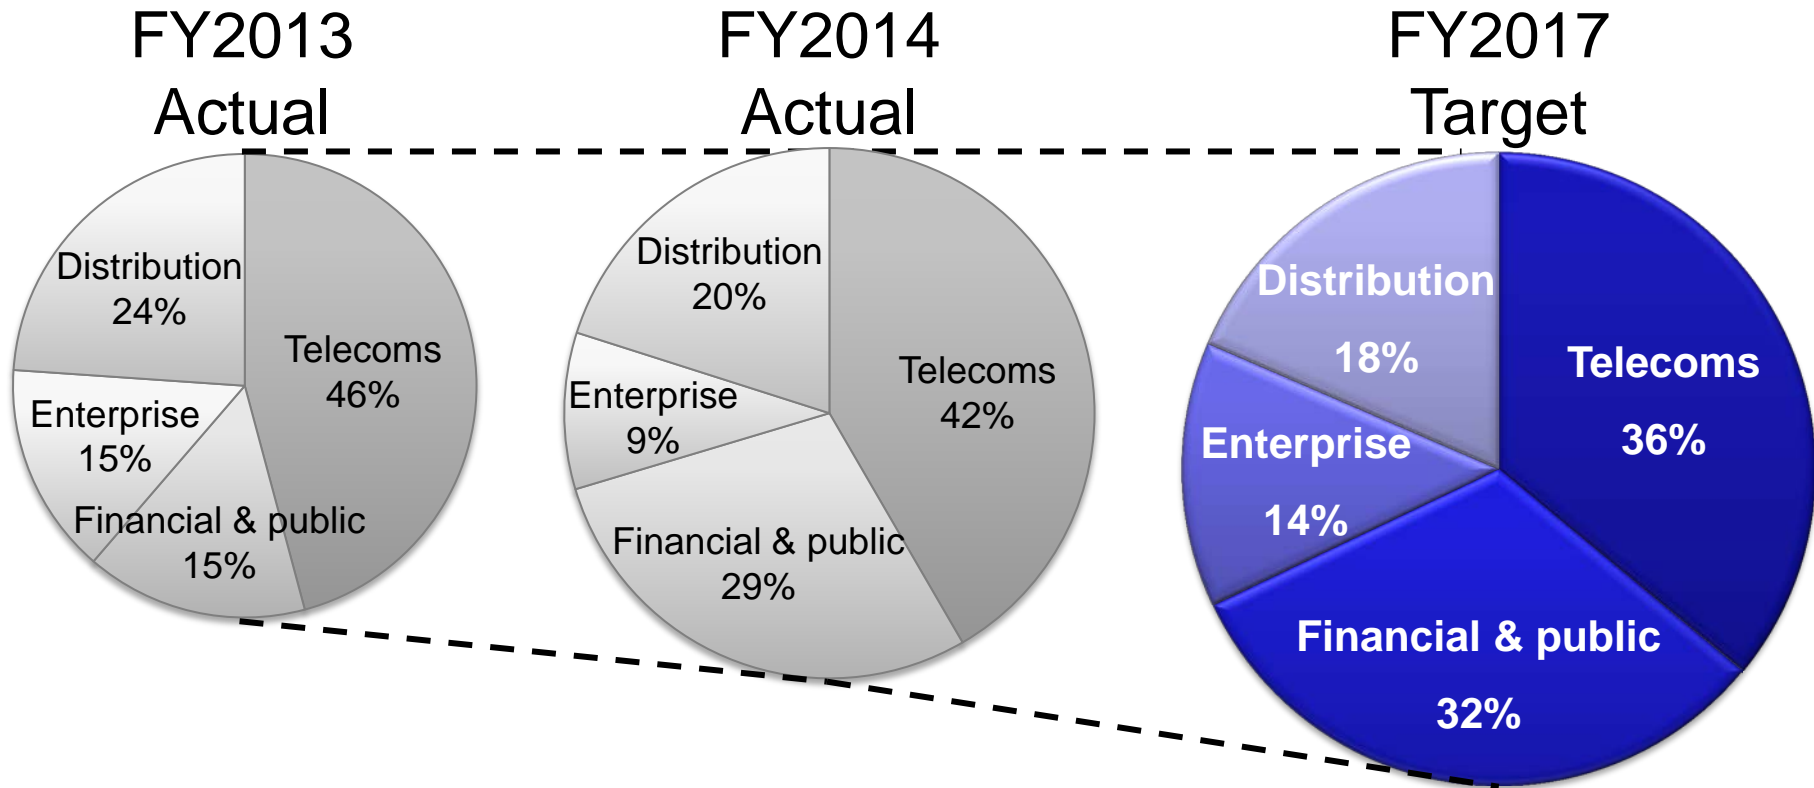 FY2013
Actual
Distribution
24%
Telecoms
46%
Enterprise
15%
Financial & public
15%
FY2014
Actual
Distribution
20%
Telecoms
42%
Enterprise
9%
Financial & public
29%
FY2017
Target
Distribution
18%
Telecoms
36%
Enterprise
14%
Financial & public
32%